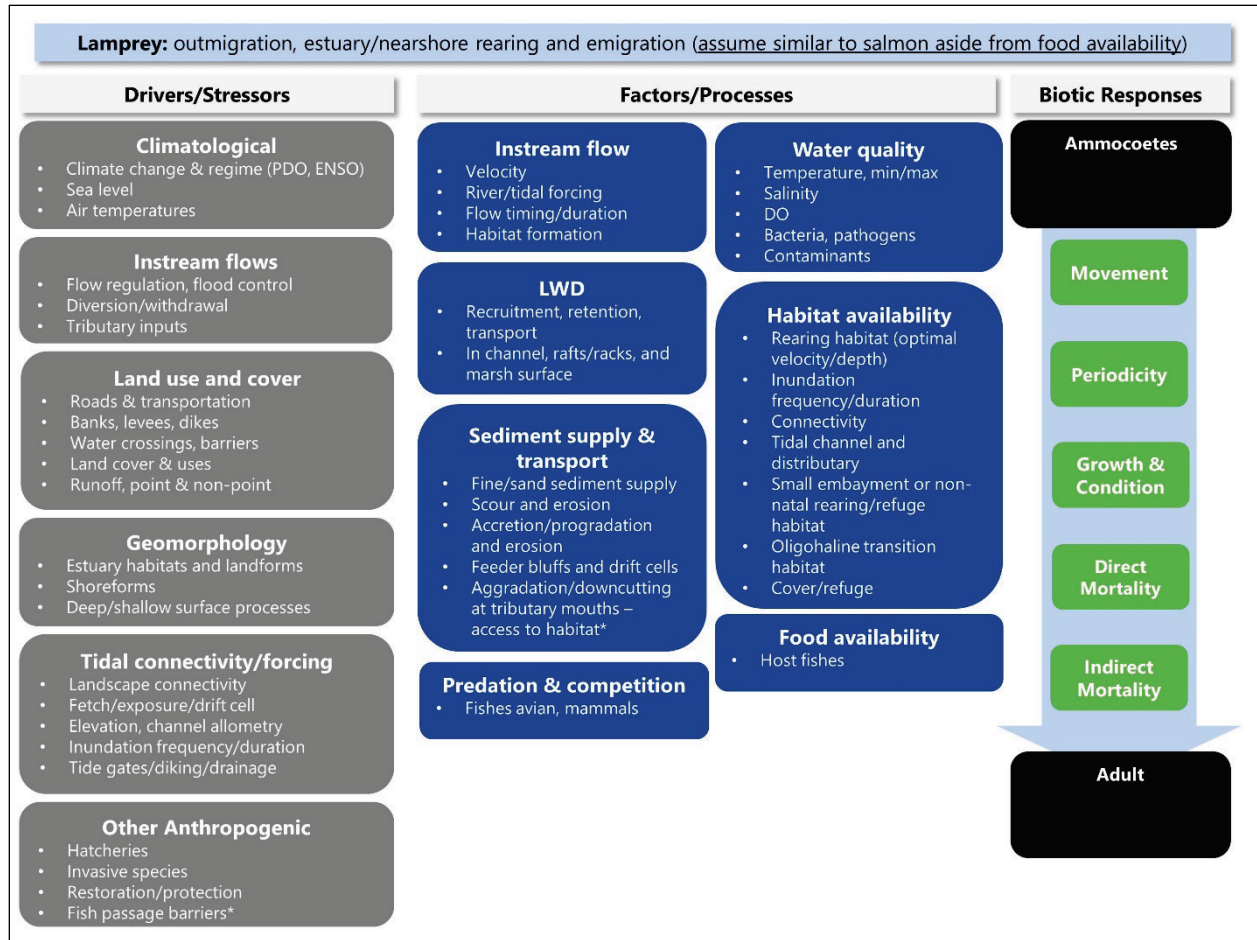 Lamprey: outmigration, estuary/nearshore rearing and emigration (assume similar to salmon aside from food availability)
Drivers/Stressors
Climatological
• Climate change & regime (PDO, ENSO)
• Sea level
• Air temperatures
Instream flows
• Flow regulation, flood control
• Diversion/withdrawal
• Tributary inputs
Land use and cover
• Roads & transportation
• Banks, levees, dikes
• Water crossings, barriers
• Land cover & uses
• Runoff, point & non-point
Geomorphology
• Estuary habitats and landforms
• Shoreforms
• Deep/shallow surface processes
Tidal connectivity/forcing
• Landscape connectivity
• Fetch/exposure/drift cell
• Elevation, channel allometry
• Inundation frequency/duration
• Tide gates/diking/drainage
Other Anthropogenic
• Hatcheries
• Invasive species
• Restoration/protection
• Fish passage barriers*
Factors/Processes
Instream flow
• Velocity
• River/tidal forcing
• Flow timing/duration
• Habitat formation
LWD
• Recruitment, retention,
transport
• In channel, rafts/racks, and
marsh surface
Sediment supply &
transport
• Fine/sand sediment supply
• Scour and erosion
• Accretion/progradation
and erosion
• Feeder bluffs and drift cells
• Aggradation/downcutting
at tributary mouths –
access to habitat*
Predation & competition
• Fishes avian, mammals
Water quality
• Temperature, min/max
• Salinity
• DO
• Bacteria, pathogens
• Contaminants
Habitat availability
• Rearing habitat (optimal
velocity/depth)
• Inundation
frequency/duration
• Connectivity
• Tidal channel and
distributary
• Small embayment or non-
natal rearing/refuge
habitat
• Oligohaline transition
habitat
• Cover/refuge
Food availability
• Host fishes
Biotic Responses
Ammocoetes
Movement
Periodicity
Growth &
Condition
Direct
Mortality
Indirect
Mortality
Adult